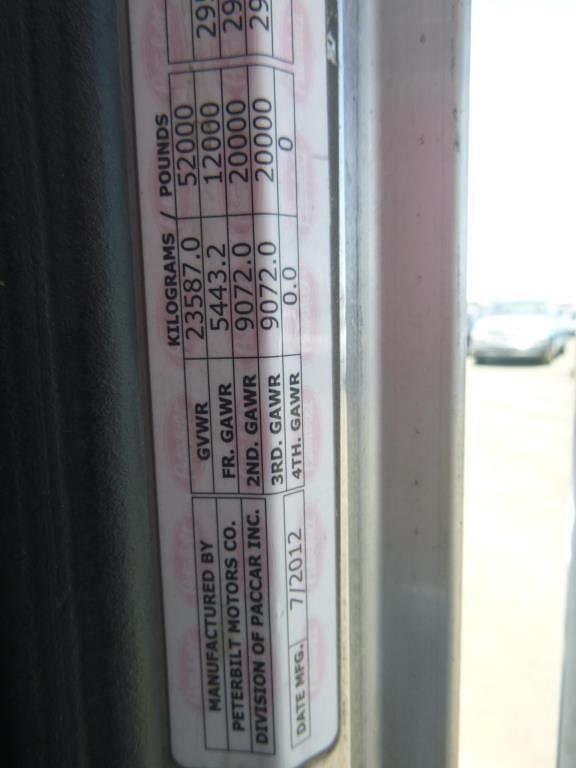 KILOGRAMS / POUNDS
GVWR 23587.0 52000
FR. GAWR 5443.2 12000
2ND. GAWR 9072.0 20000
3RD. GAWR 9072.0 20000
4TH. GAWR 0.0 0
MANUFACTURED BY
PETERBILT MOTORS CO.
DIVISION OF PACCAR INC.
DATE MFG. 7/2012